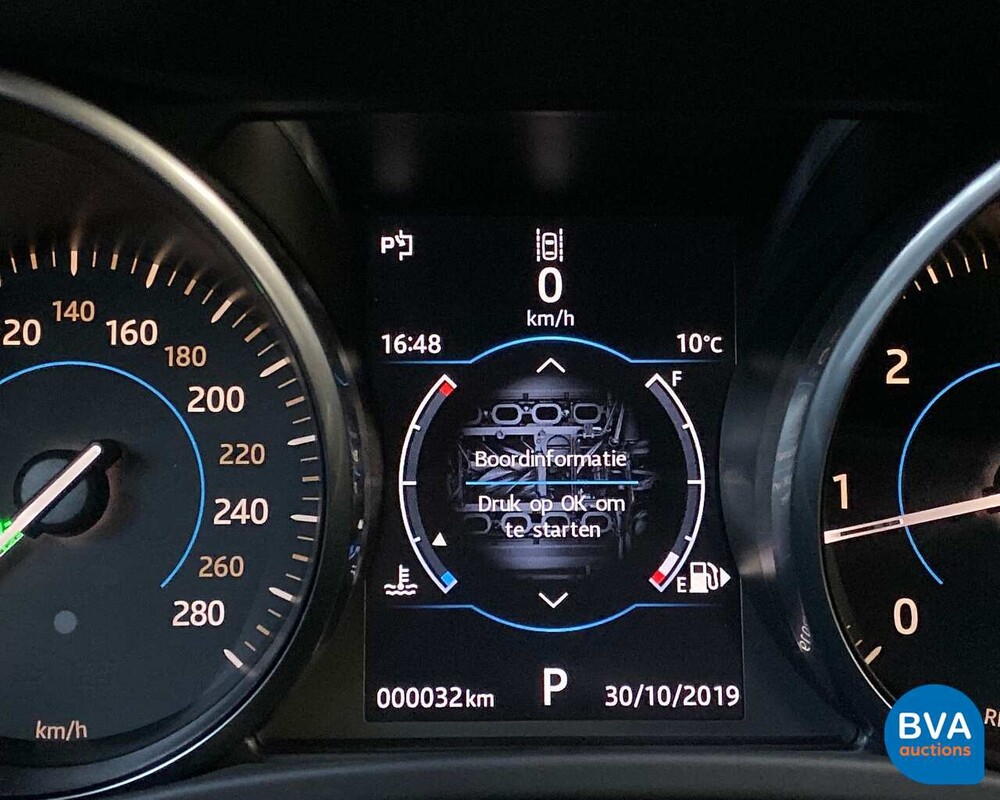 P
0
km/h
16:48
10°C
F
Boordinformatie
Druk op OK om
te starten
E
000032km
P
30/10/2019
20
140
160
180
200
220
240
260
280
km/h
2
1
0
BVA
auctions